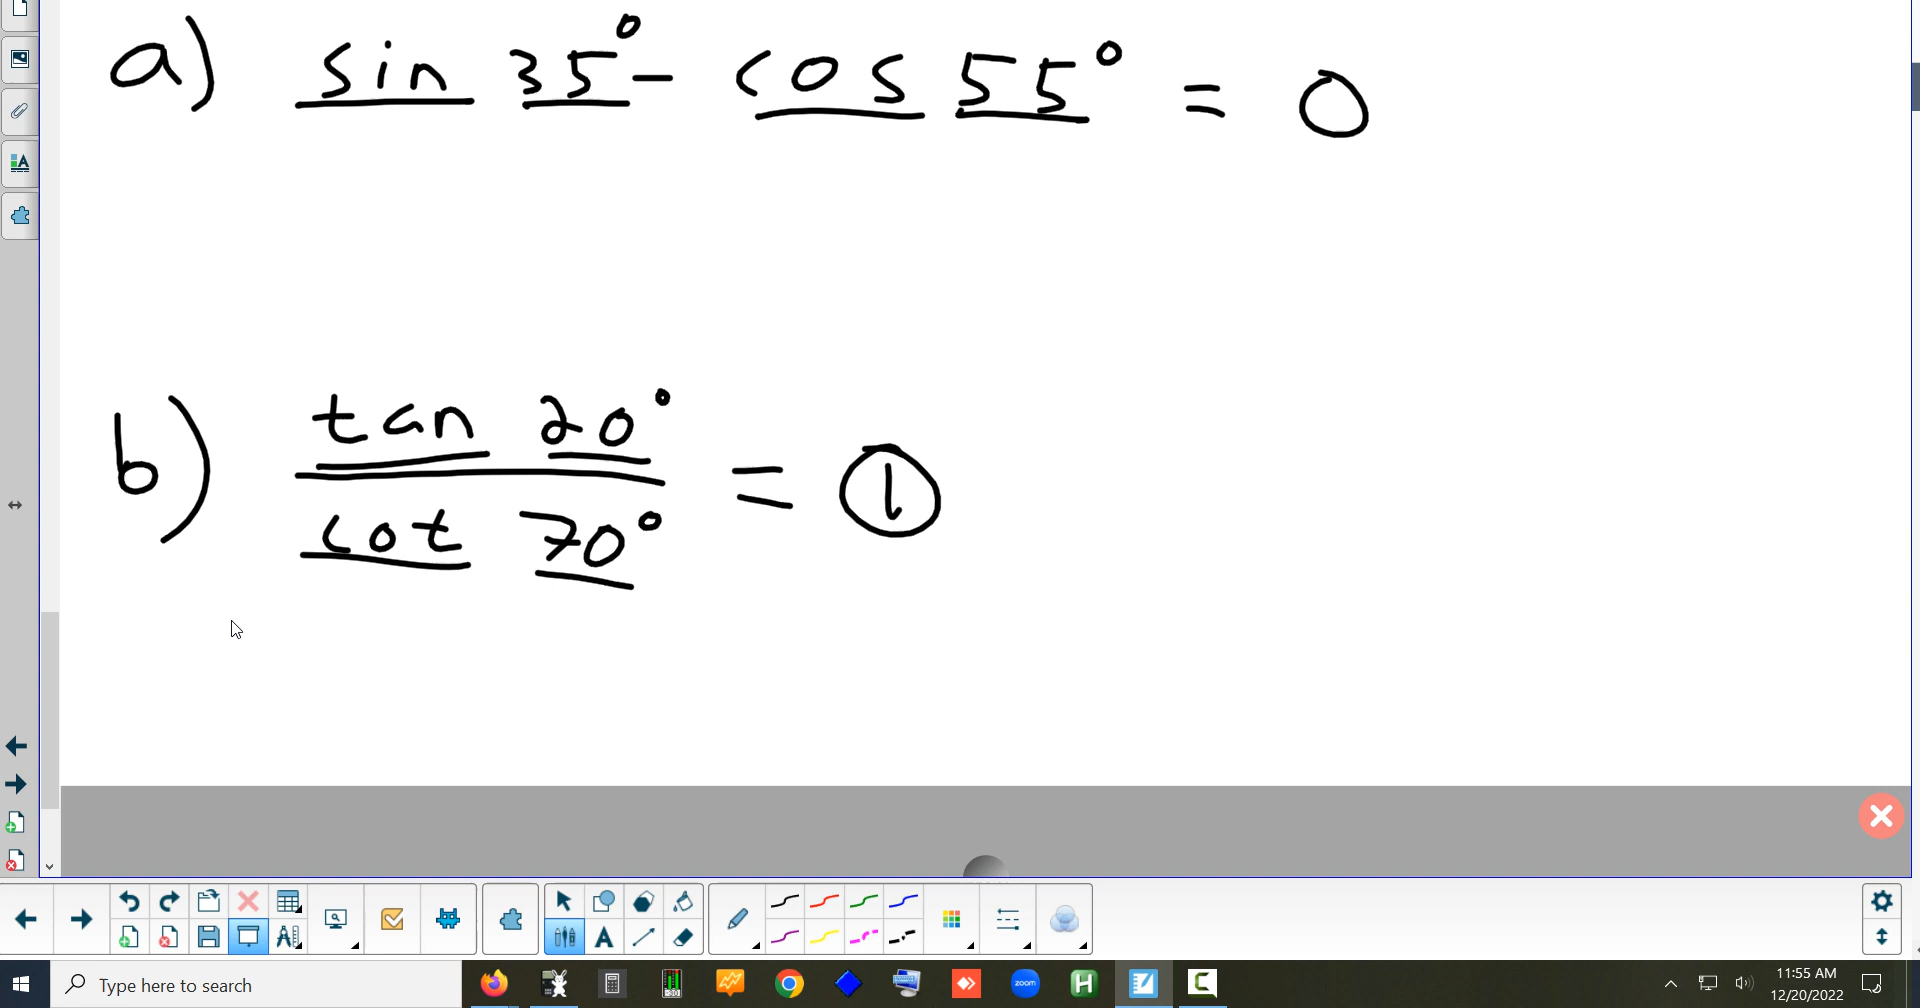 a) sin 35° - cos 55° = 0
b) tan 20° / cot 70° = 1
Type here to search
zoom
11:55 AM
12/20/2022